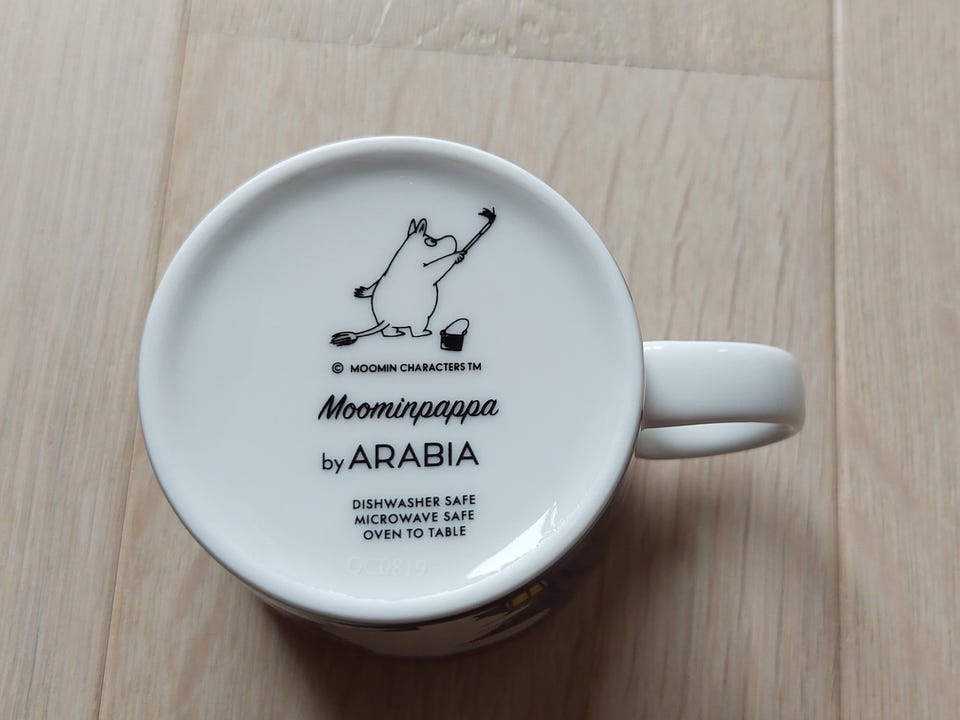 © MOOMIN CHARACTERS TM
Moominpappa
by ARABIA
DISHWASHER SAFE
MICROWAVE SAFE
OVEN TO TABLE